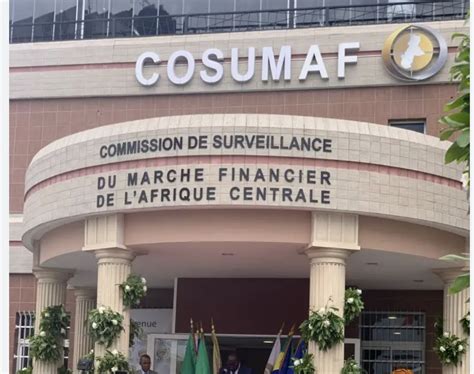 COSUMAF
COMMISSION DE SURVEILLANCE
DU MARCHE FINANCIER
DE L'AFRIQUE CENTRALE